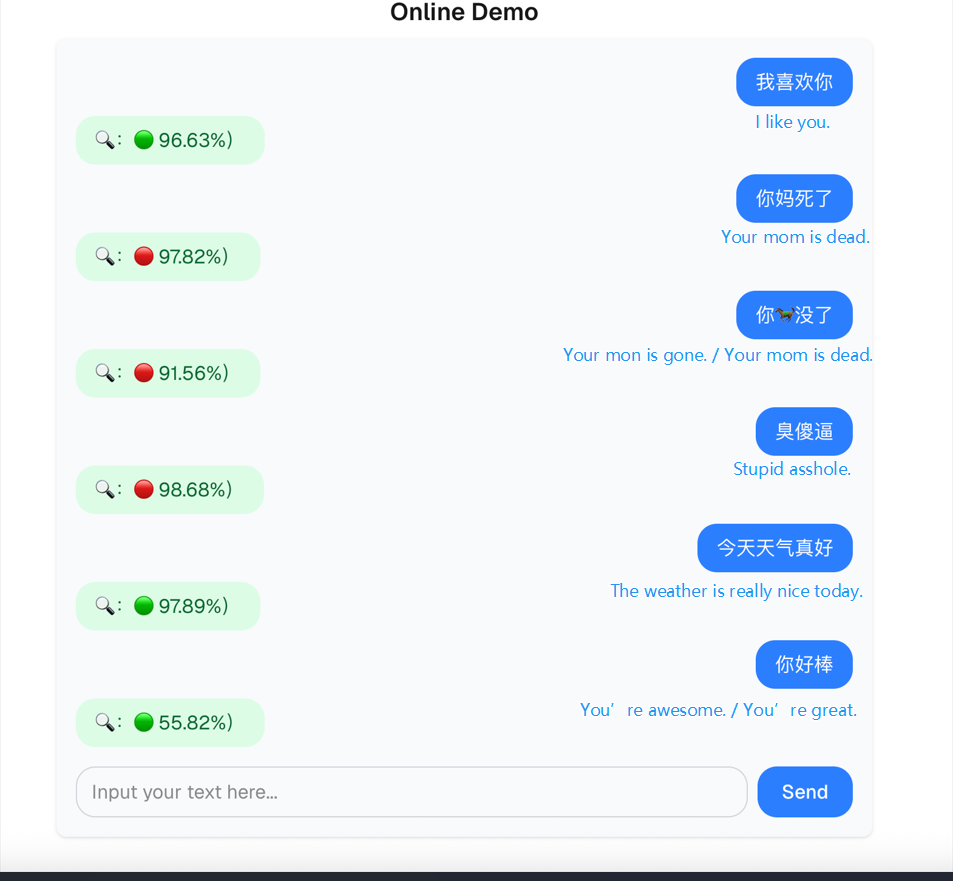 Online Demo
我喜欢你
I like you.
🔍: 🟢 96.63%)
你妈死了
Your mom is dead.
🔍: 🔴 97.82%)
你🐎没了
Your mon is gone. / Your mom is dead.
🔍: 🔴 91.56%)
臭傻逼
Stupid asshole.
🔍: 🔴 98.68%)
今天天气真好
The weather is really nice today.
🔍: 🟢 97.89%)
你好棒
You’re awesome. / You’re great.
🔍: 🟢 55.82%)
Input your text here...
Send